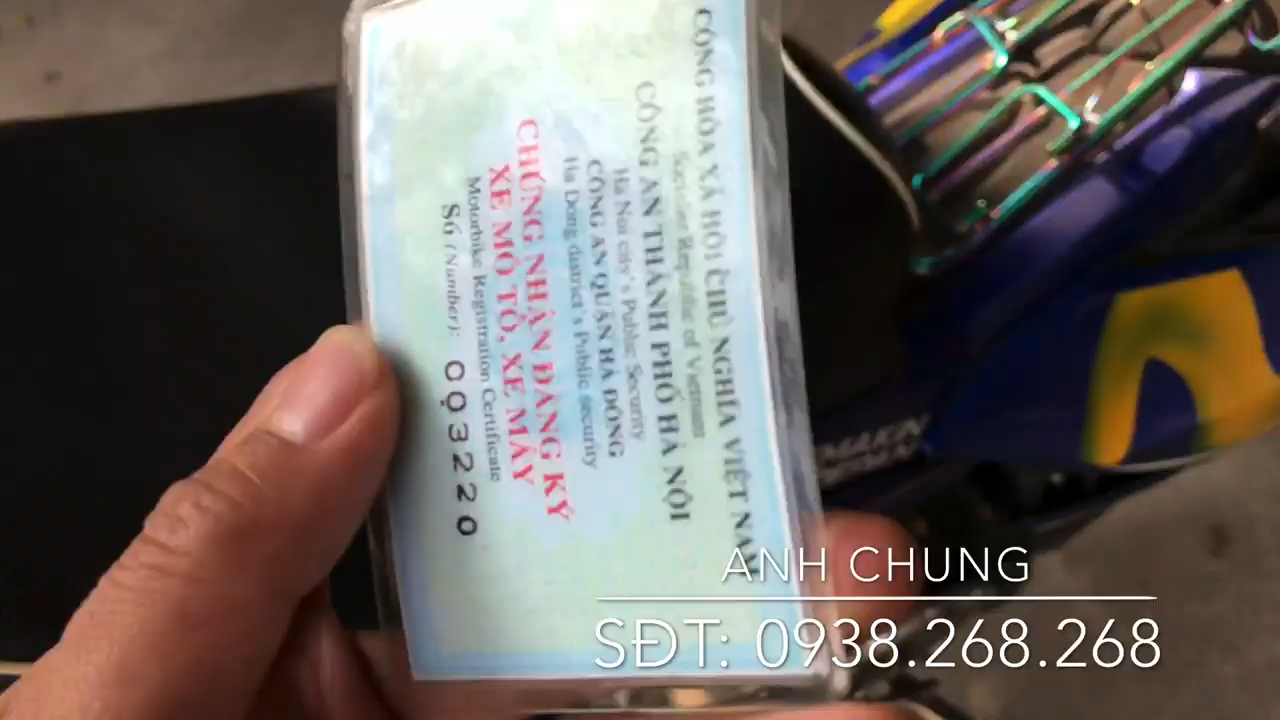 CỘNG HÒA XÃ HỘI CHỦ NGHĨA VIỆT NAM
Socialist Republic of Vietnam
CÔNG AN THÀNH PHỐ HÀ NỘI
Ha Noi city's Public Security
CÔNG AN QUẬN HÀ ĐÔNG
Ha Dong district's Public security
CHỨNG NHẬN ĐĂNG KÝ
XE MÔ TÔ, XE MÁY
Motorbike Registration Certificate
Số (Number): 093220
ANH CHUNG
SĐT: 0938.268.268